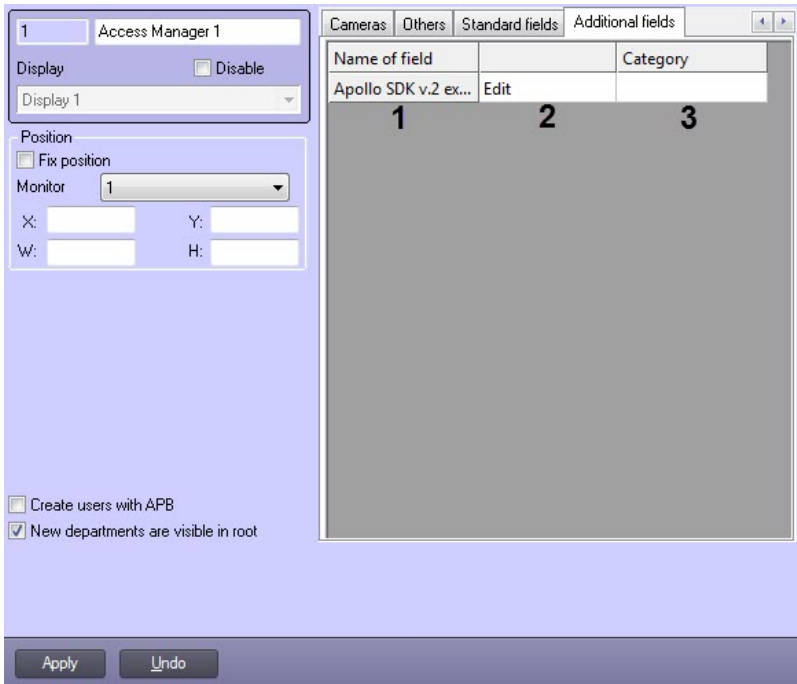 1
Access Manager 1
Display
Disable
Display 1
Position
Fix position
Monitor
1
X:
Y:
W:
H:
Create users with APB
New departments are visible in root
Cameras
Others
Standard fields
Additional fields
Name of field
Category
Apollo SDK v.2 ex...
Edit
1
2
3
Apply
Undo